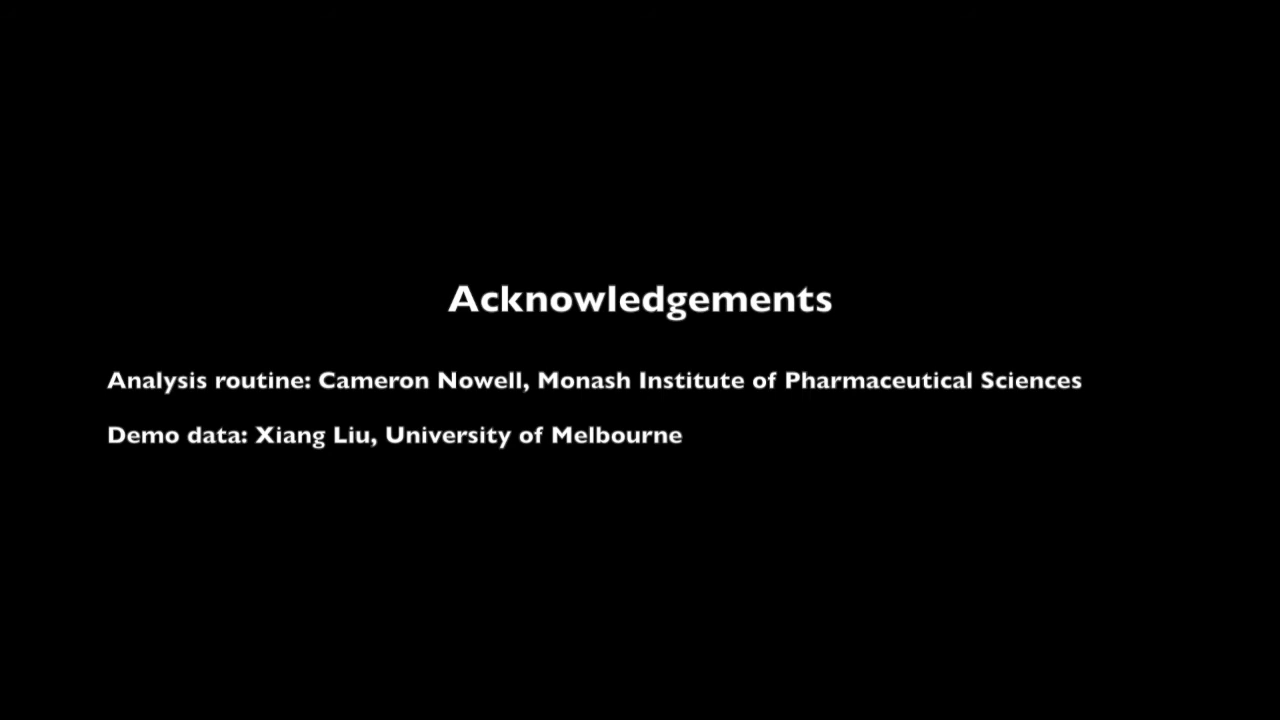 Acknowledgements
Analysis routine: Cameron Nowell, Monash Institute of Pharmaceutical Sciences
Demo data: Xiang Liu, University of Melbourne